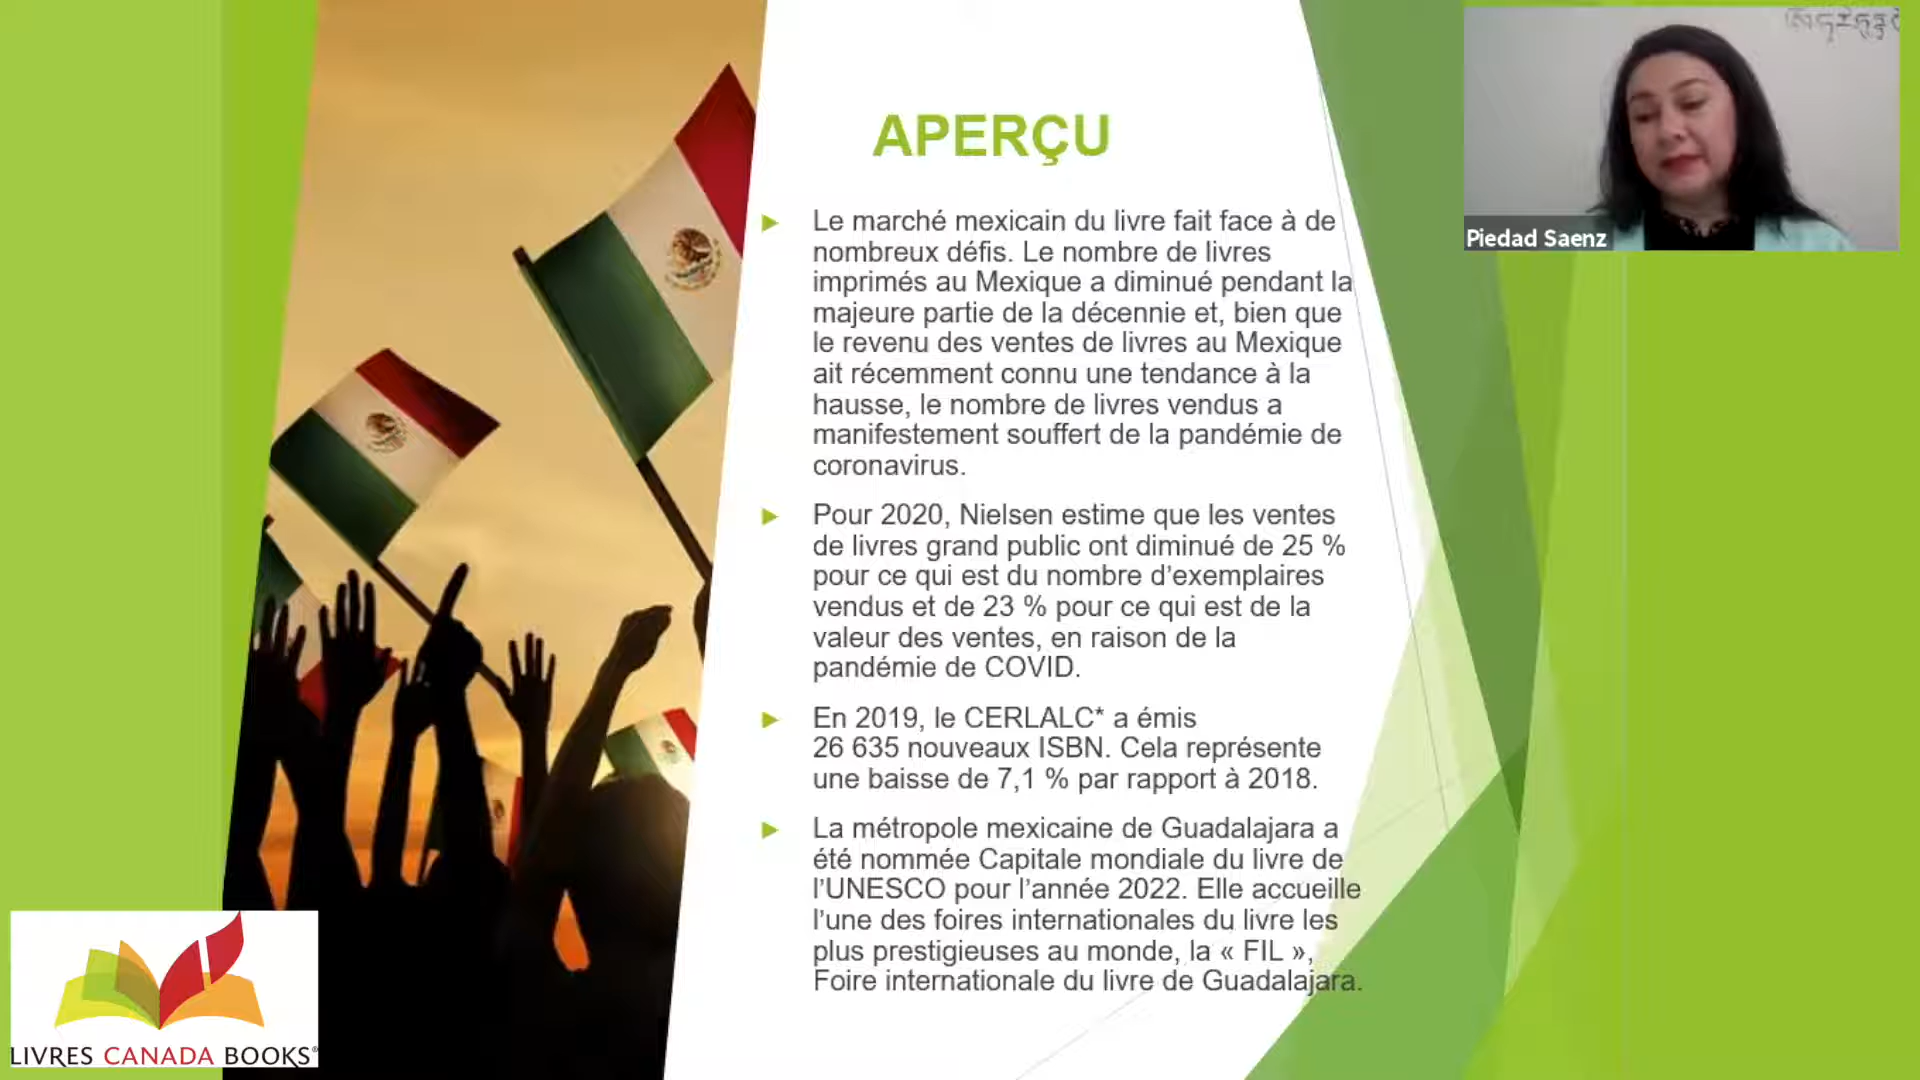 APERÇU
Le marché mexicain du livre fait face à de
nombreux défis. Le nombre de livres
imprimés au Mexique a diminué pendant la
majeure partie de la décennie et, bien que
le revenu des ventes de livres au Mexique
ait récemment connu une tendance à la
hausse, le nombre de livres vendus a
manifestement souffert de la pandémie de
coronavirus.
Pour 2020, Nielsen estime que les ventes
de livres grand public ont diminué de 25 %
pour ce qui est du nombre d’exemplaires
vendus et de 23 % pour ce qui est de la
valeur des ventes, en raison de la
pandémie de COVID.
En 2019, le CERLALC* a émis
26 635 nouveaux ISBN. Cela représente
une baisse de 7,1 % par rapport à 2018.
La métropole mexicaine de Guadalajara a
été nommée Capitale mondiale du livre de
l’UNESCO pour l’année 2022. Elle accueille
l’une des foires internationales du livre les
plus prestigieuses au monde, la « FIL »,
Foire internationale du livre de Guadalajara.
Piedad Saenz
LIVRES CANADA BOOKS®